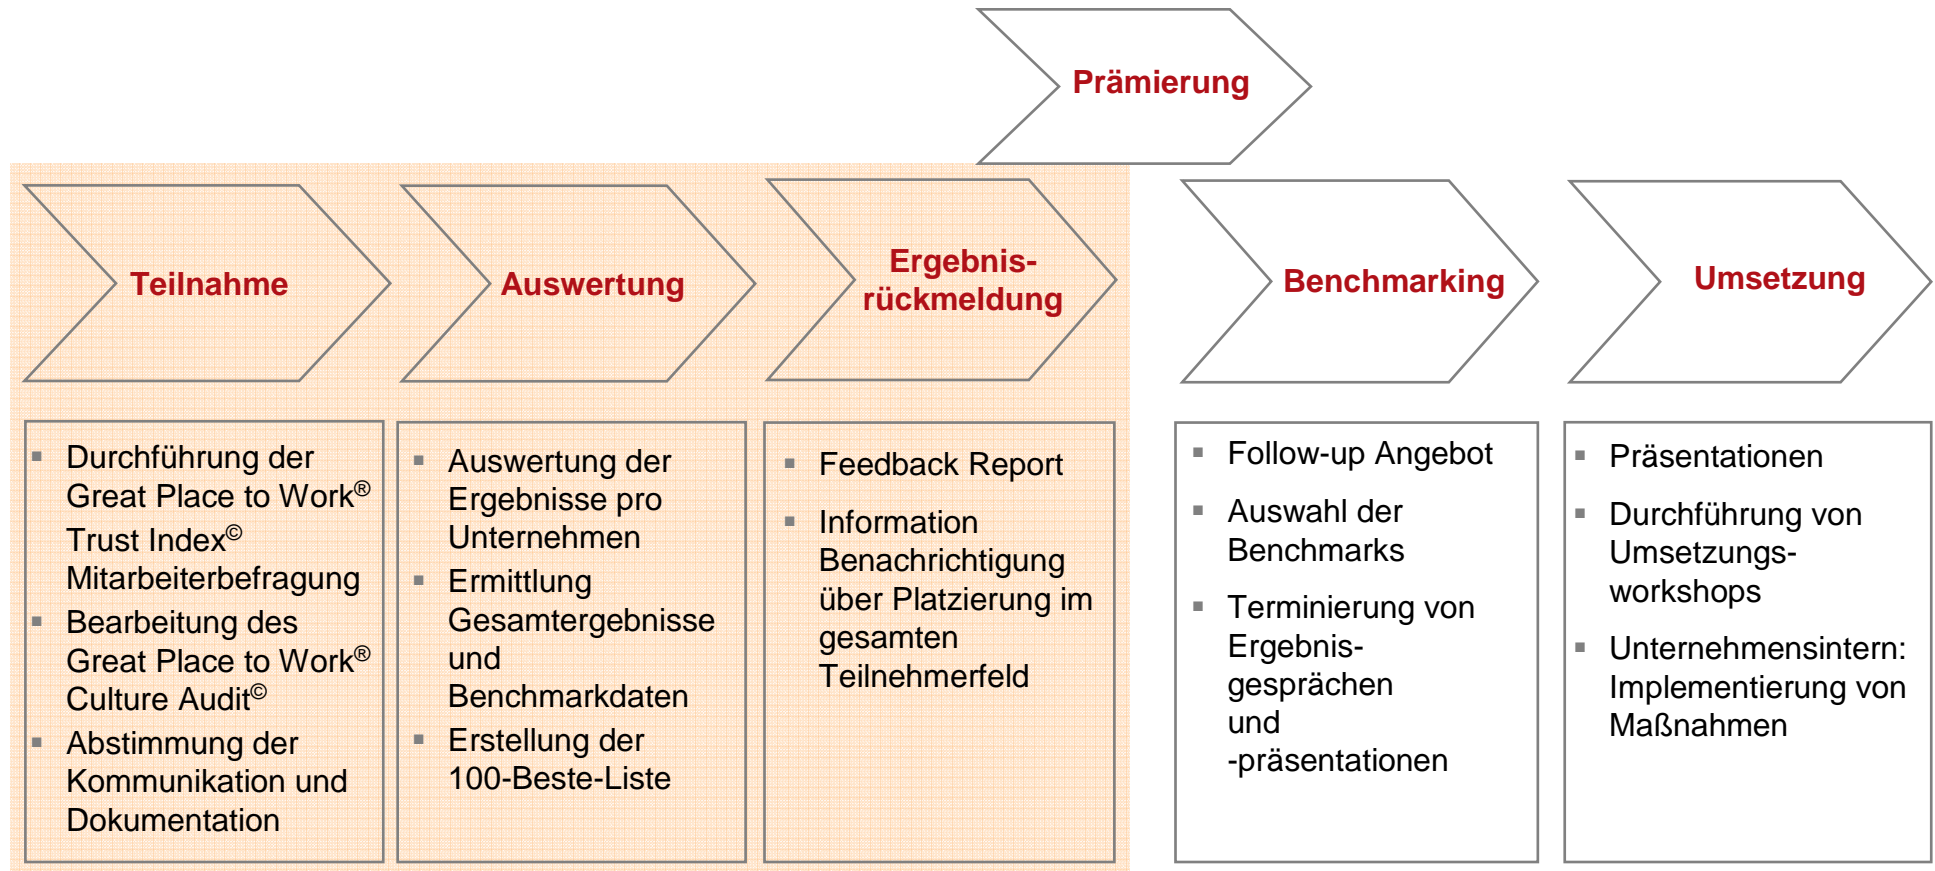 Prämierung
Teilnahme
Auswertung
Ergebnis-
rückmeldung
Benchmarking
Umsetzung
▪ Durchführung der
Great Place to Work®
Trust Index©
Mitarbeiterbefragung
▪ Bearbeitung des
Great Place to Work®
Culture Audit©
▪ Abstimmung der
Kommunikation und
Dokumentation
▪ Auswertung der
Ergebnisse pro
Unternehmen
▪ Ermittlung
Gesamtergebnisse
und
Benchmarkdaten
▪ Erstellung der
100-Beste-Liste
▪ Feedback Report
▪ Information
Benachrichtigung
über Platzierung im
gesamten
Teilnehmerfeld
▪ Follow-up Angebot
▪ Auswahl der
Benchmarks
▪ Terminierung von
Ergebnis-
gesprächen
und
-präsentationen
▪ Präsentationen
▪ Durchführung von
Umsetzungs-
workshops
▪ Unternehmensintern:
Implementierung von
Maßnahmen